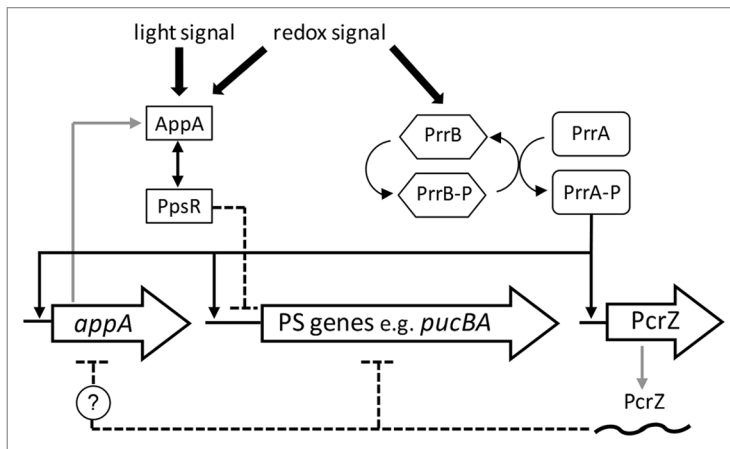 light signal redox signal
AppA
PrrB
PrrA
PpsR
PrrB-P
PrrA-P
appA
PS genes e.g. pucBA
PcrZ
?
PcrZ